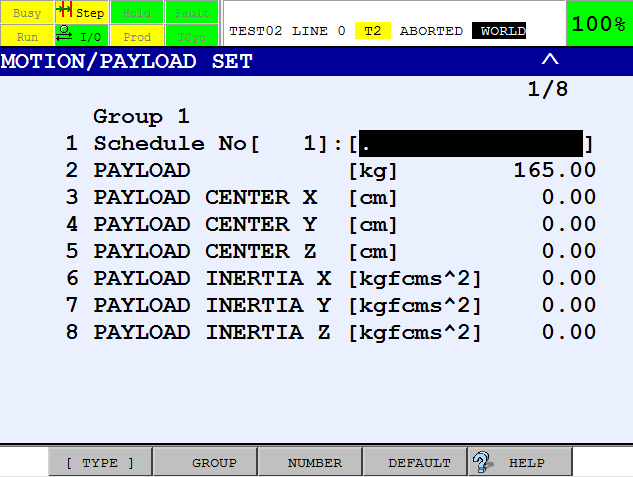 Busy Step Hold Fault
Run I/O Prod TCyc
TEST02 LINE 0 T2 ABORTED WORLD
100%
MOTION/PAYLOAD SET
1/8
Group 1
1 Schedule No[ 1]:[. ]
2 PAYLOAD [kg] 165.00
3 PAYLOAD CENTER X [cm] 0.00
4 PAYLOAD CENTER Y [cm] 0.00
5 PAYLOAD CENTER Z [cm] 0.00
6 PAYLOAD INERTIA X [kgfcms^2] 0.00
7 PAYLOAD INERTIA Y [kgfcms^2] 0.00
8 PAYLOAD INERTIA Z [kgfcms^2] 0.00
[ TYPE ] GROUP NUMBER DEFAULT HELP